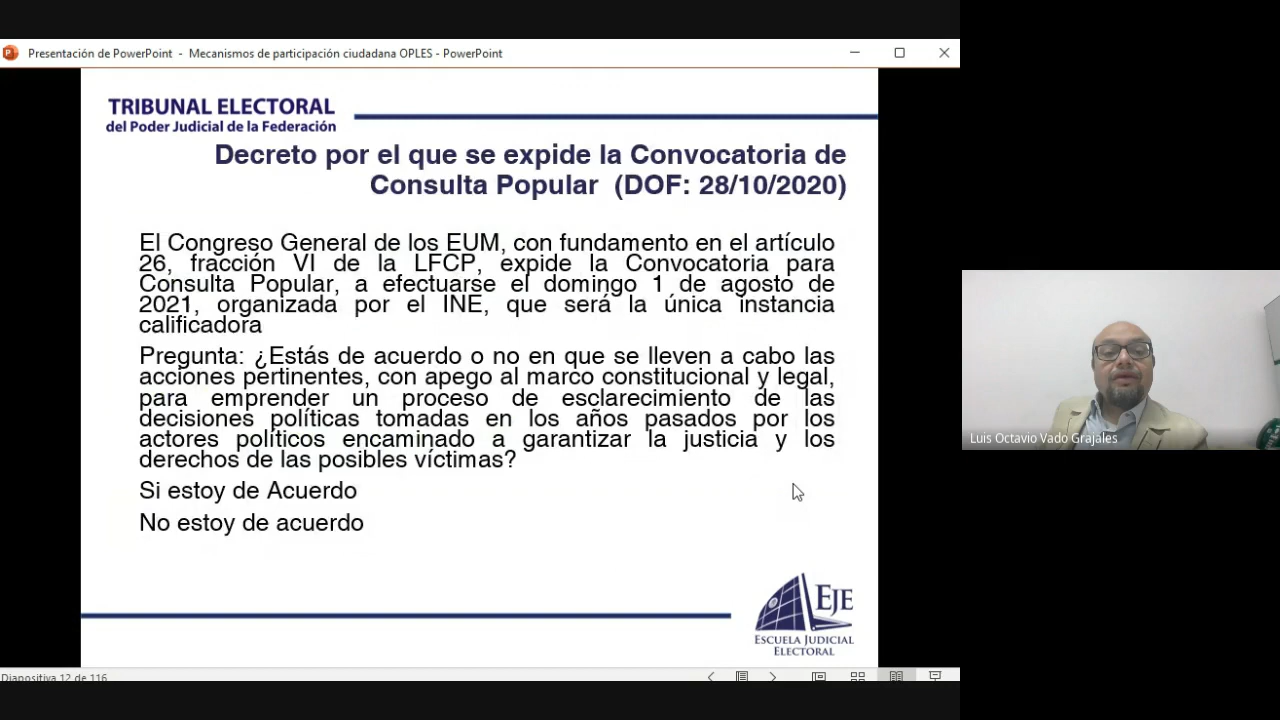 Presentación de PowerPoint - Mecanismos de participación ciudadana OPLES - PowerPoint
TRIBUNAL ELECTORAL
del Poder Judicial de la Federación
Decreto por el que se expide la Convocatoria de
Consulta Popular (DOF: 28/10/2020)
El Congreso General de los EUM, con fundamento en el artículo
26, fracción VI de la LFCP, expide la Convocatoria para
Consulta Popular, a efectuarse el domingo 1 de agosto de
2021, organizada por el INE, que será la única instancia
calificadora
Pregunta: ¿Estás de acuerdo o no en que se lleven a cabo las
acciones pertinentes, con apego al marco constitucional y legal,
para emprender un proceso de esclarecimiento de las
decisiones políticas tomadas en los años pasados por los
actores políticos encaminado a garantizar la justicia y los
derechos de las posibles víctimas?
Si estoy de Acuerdo
No estoy de acuerdo
EJE
ESCUELA JUDICIAL
ELECTORAL
Diapositiva 12 de 116
Luis Octavio Vado Grajales